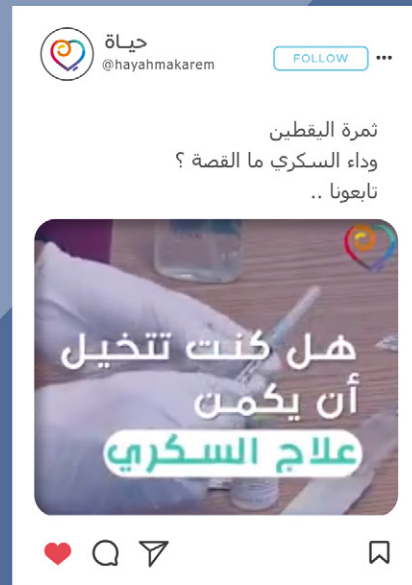 حياة
@hayahmakarem
FOLLOW
ثمرة اليقطين
وداء السكري ما القصة ؟
تابعونا ..
هل كنت تتخيل
أن يكمن
علاج السكري